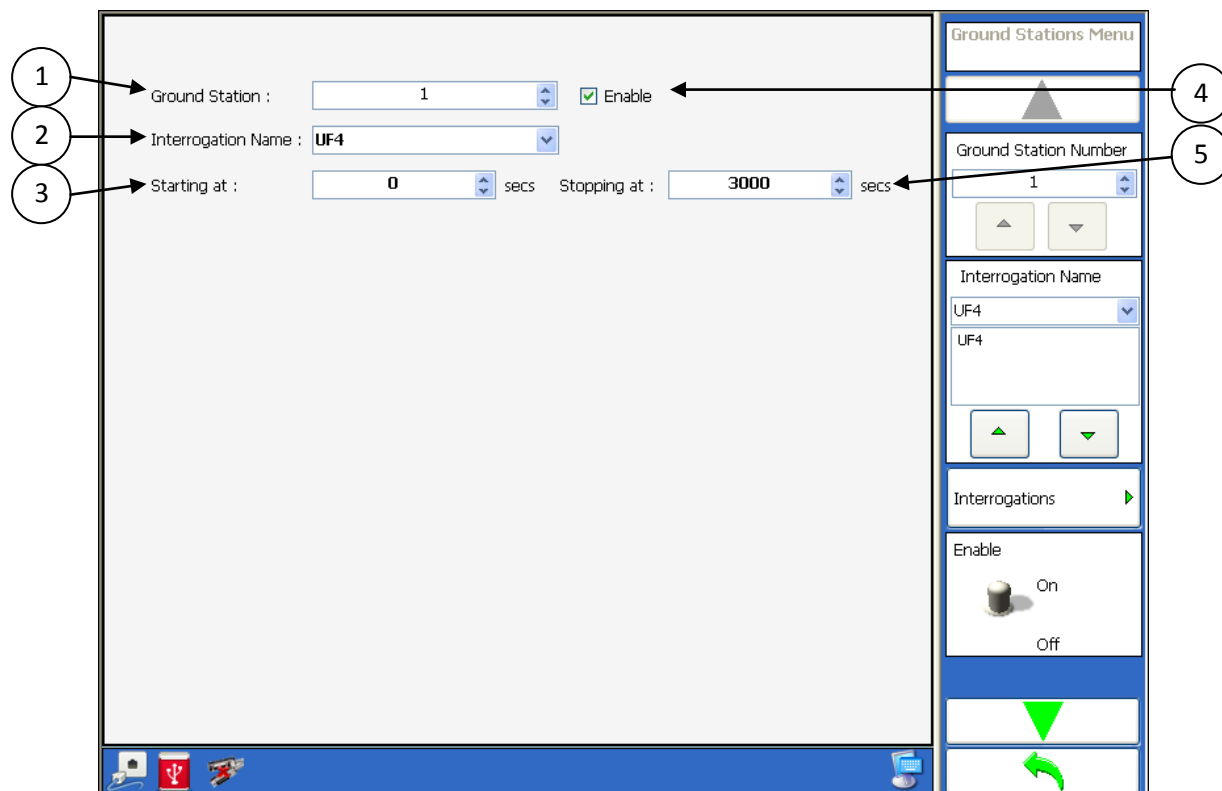 Ground Stations Menu
1
Ground Station :
1
Enable
4
2
Interrogation Name :
UF4
Ground Station Number
1
5
3
Starting at :
0
secs
Stopping at :
3000
secs
Interrogation Name
UF4
UF4
Interrogations
Enable
On
Off